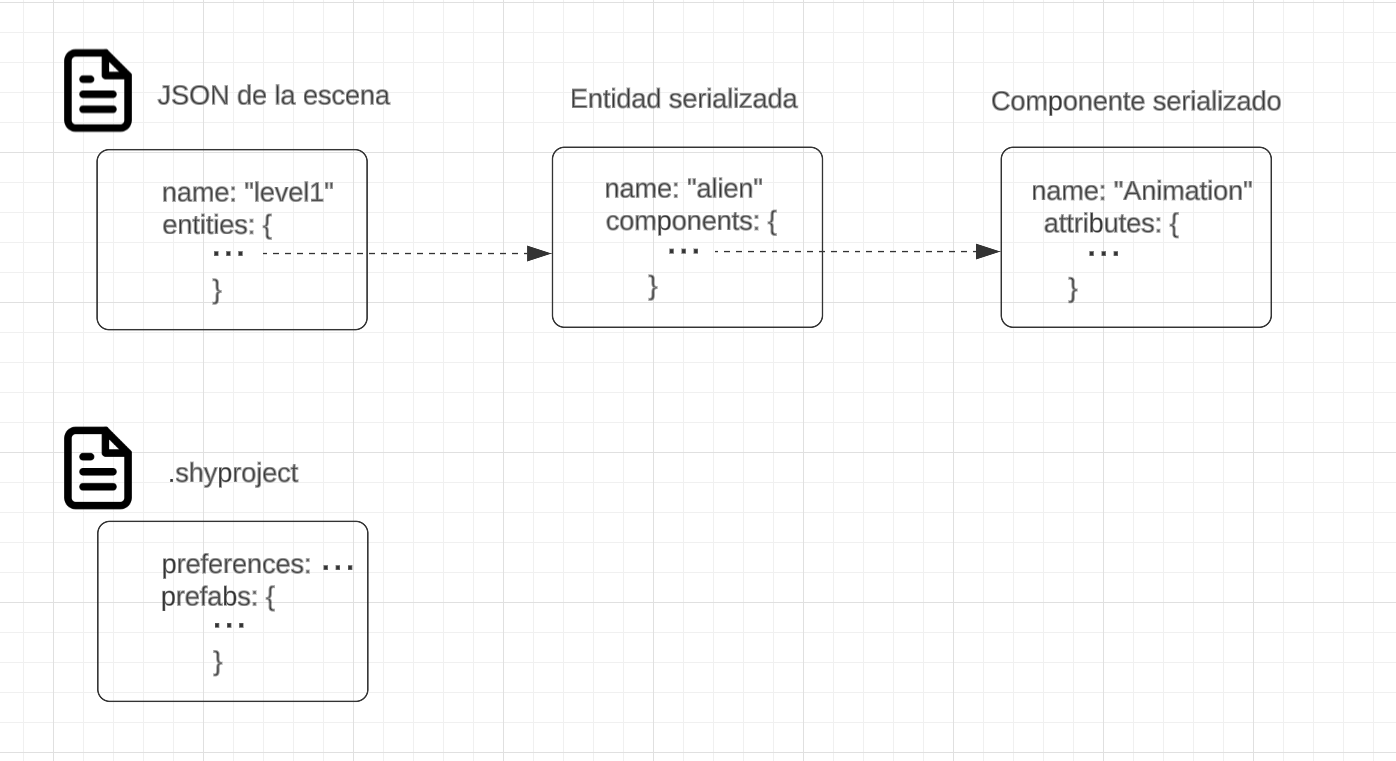 JSON de la escena
name: "level1"
entities: {
...
}
Entidad serializada
name: "alien"
components: {
...
}
Componente serializado
name: "Animation"
attributes: {
...
}
.shyproject
preferences: ...
prefabs: {
...
}